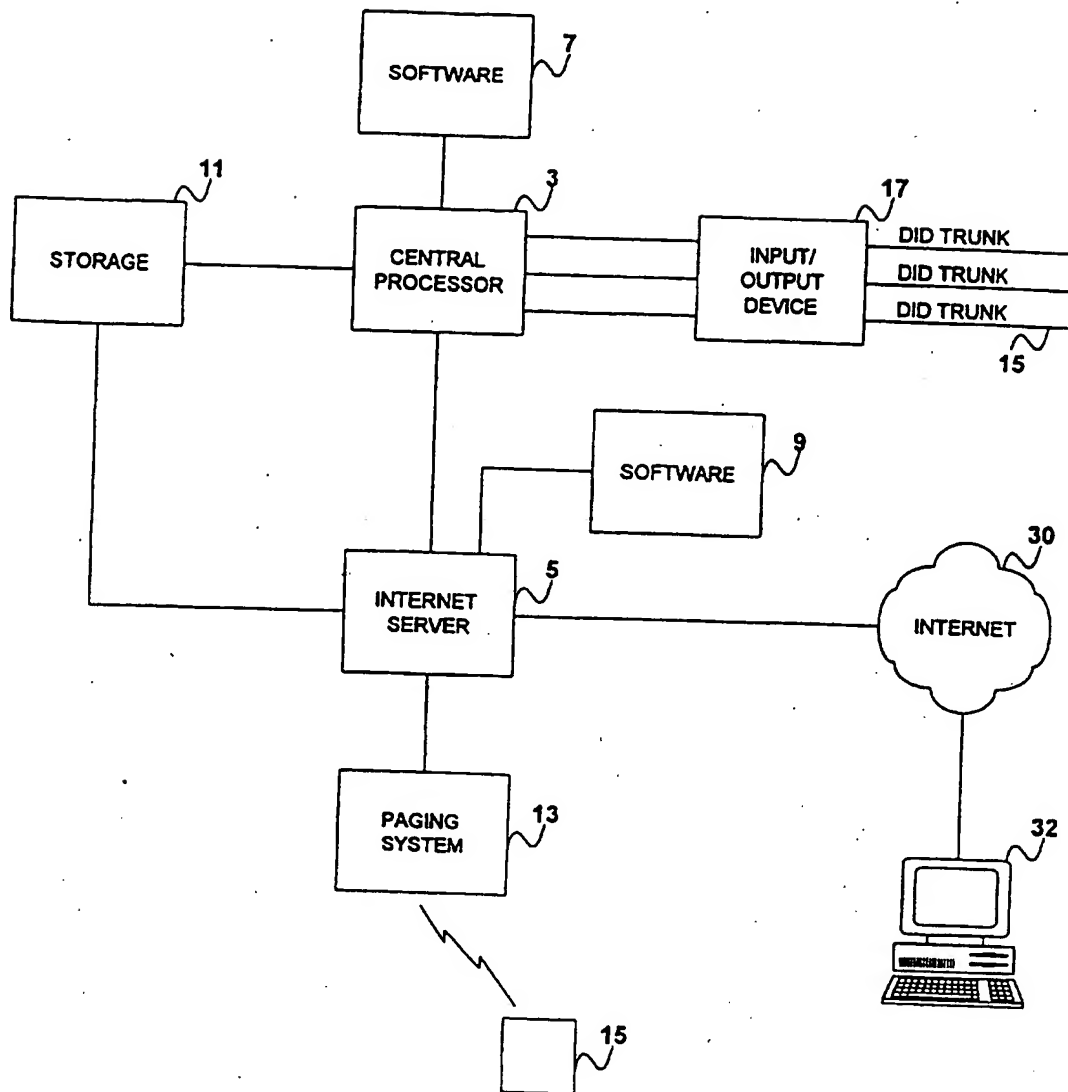 7
SOFTWARE
11
3
17
STORAGE
CENTRAL
PROCESSOR
INPUT/
OUTPUT
DEVICE
DID TRUNK
DID TRUNK
DID TRUNK
15
9
SOFTWARE
30
5
INTERNET
SERVER
INTERNET
13
PAGING
SYSTEM
32
15